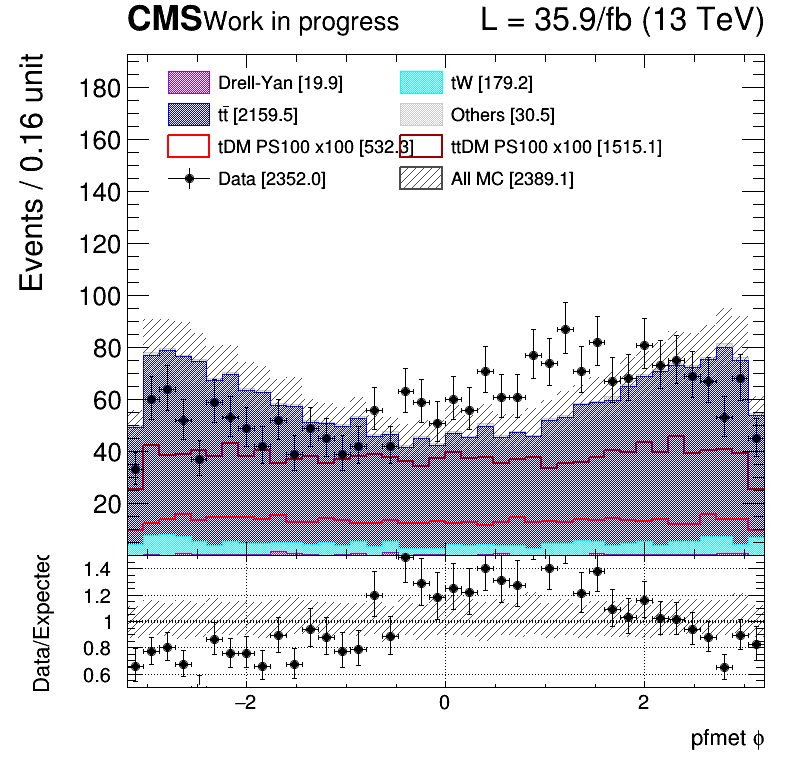 CMS Work in progress L = 35.9/fb (13 TeV)
Events / 0.16 unit
180
160
140
120
100
80
60
40
20
Drell-Yan [19.9] tW [179.2]
tt̄ [2159.5] Others [30.5]
tDM PS100 x100 [532.3] ttDM PS100 x100 [1515.1]
Data [2352.0] All MC [2389.1]
Data/Expected
1.4
1.2
1
0.8
0.6
−2 0 2
pfmet ϕ